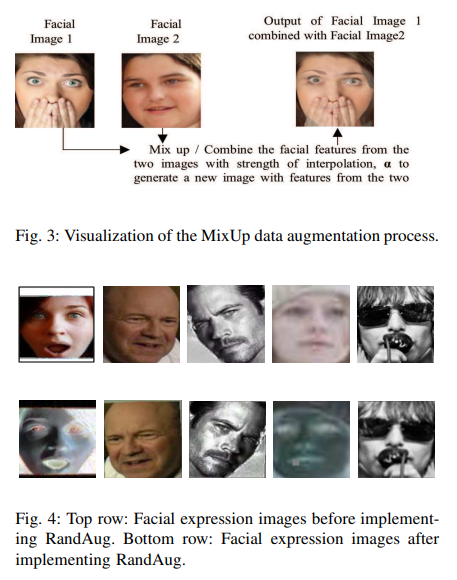 Facial
Image 1
Facial
Image 2
Output of Facial Image 1
combined with Facial Image2
Mix up / Combine the facial features from the
two images with strength of interpolation, α to
generate a new image with features from the two
Fig. 3: Visualization of the MixUp data augmentation process.
Fig. 4: Top row: Facial expression images before implement-
ing RandAug. Bottom row: Facial expression images after
implementing RandAug.